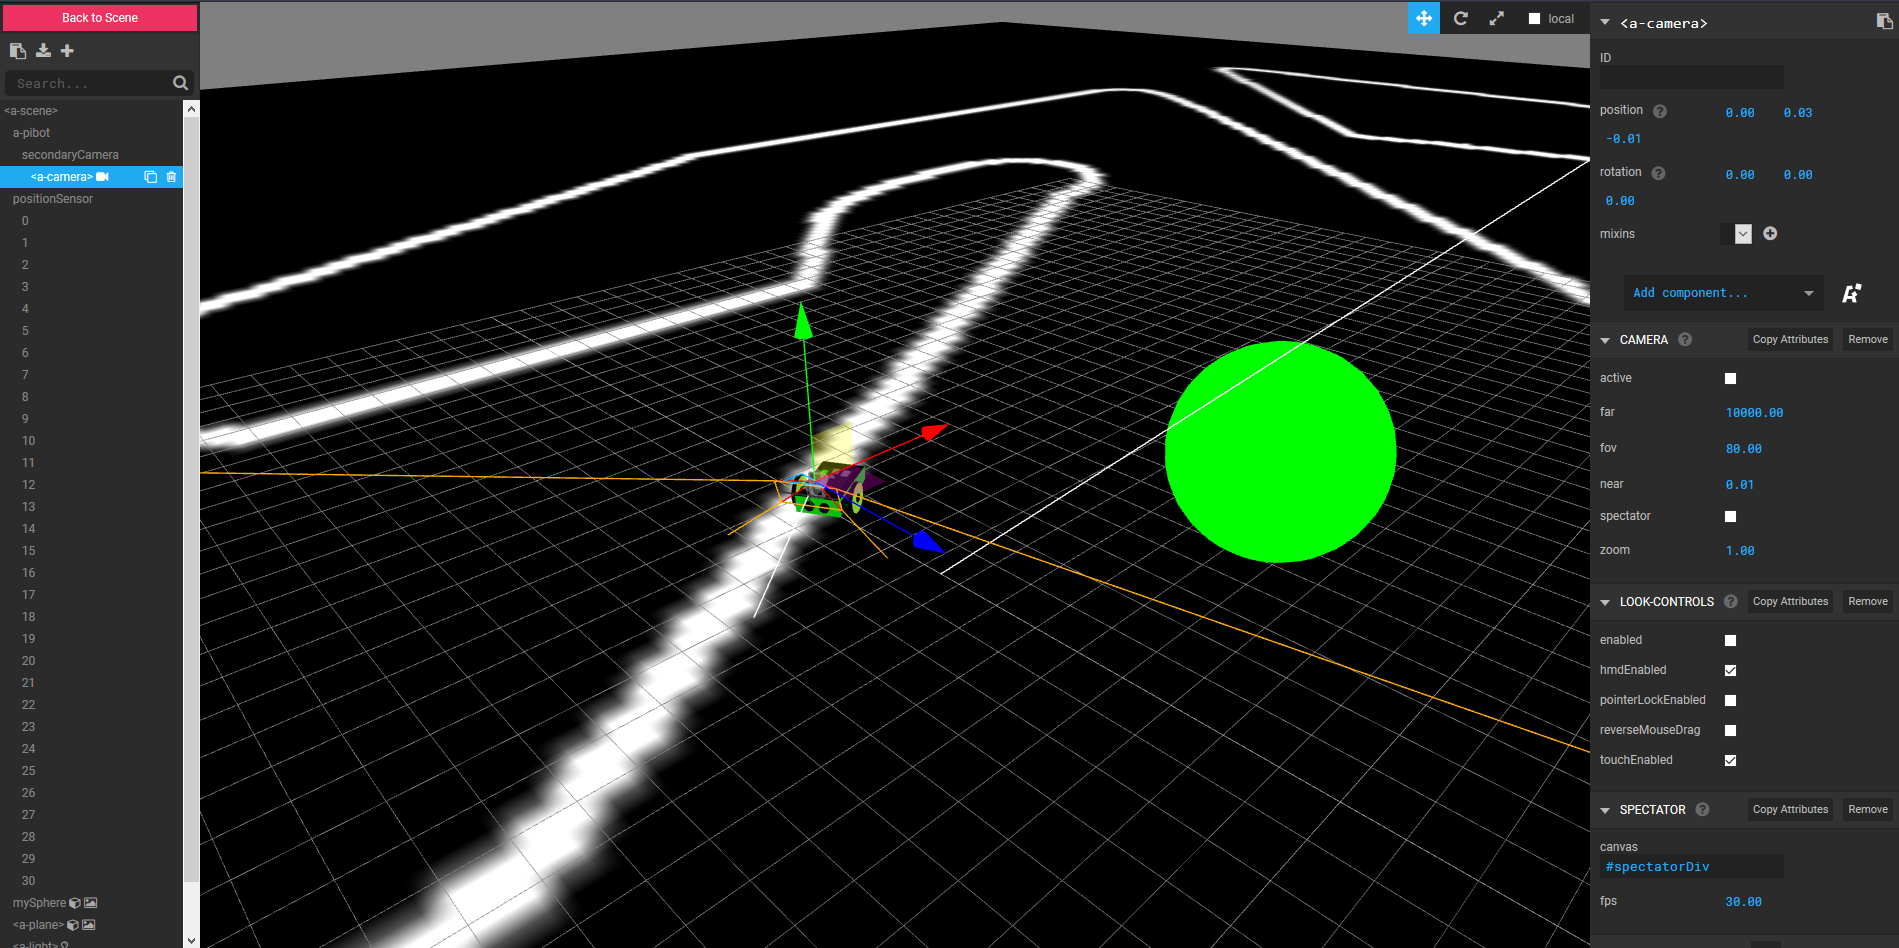 Back to Scene
Search...
<a-scene>
a-pibot
secondaryCamera
<a-camera>
positionSensor
0
1
2
3
4
5
6
7
8
9
10
11
12
13
14
15
16
17
18
19
20
21
22
23
24
25
26
27
28
29
30
mySphere
<a-plane>
<a-light>
local
<a-camera>
ID
position 0.00 0.03
-0.01
rotation 0.00 0.00
0.00
mixins
Add component...
CAMERA Copy Attributes Remove
active
far 10000.00
fov 80.00
near 0.01
spectator
zoom 1.00
LOOK-CONTROLS Copy Attributes Remove
enabled
hmdEnabled
pointerLockEnabled
reverseMouseDrag
touchEnabled
SPECTATOR Copy Attributes Remove
canvas
#spectatorDiv
fps 30.00